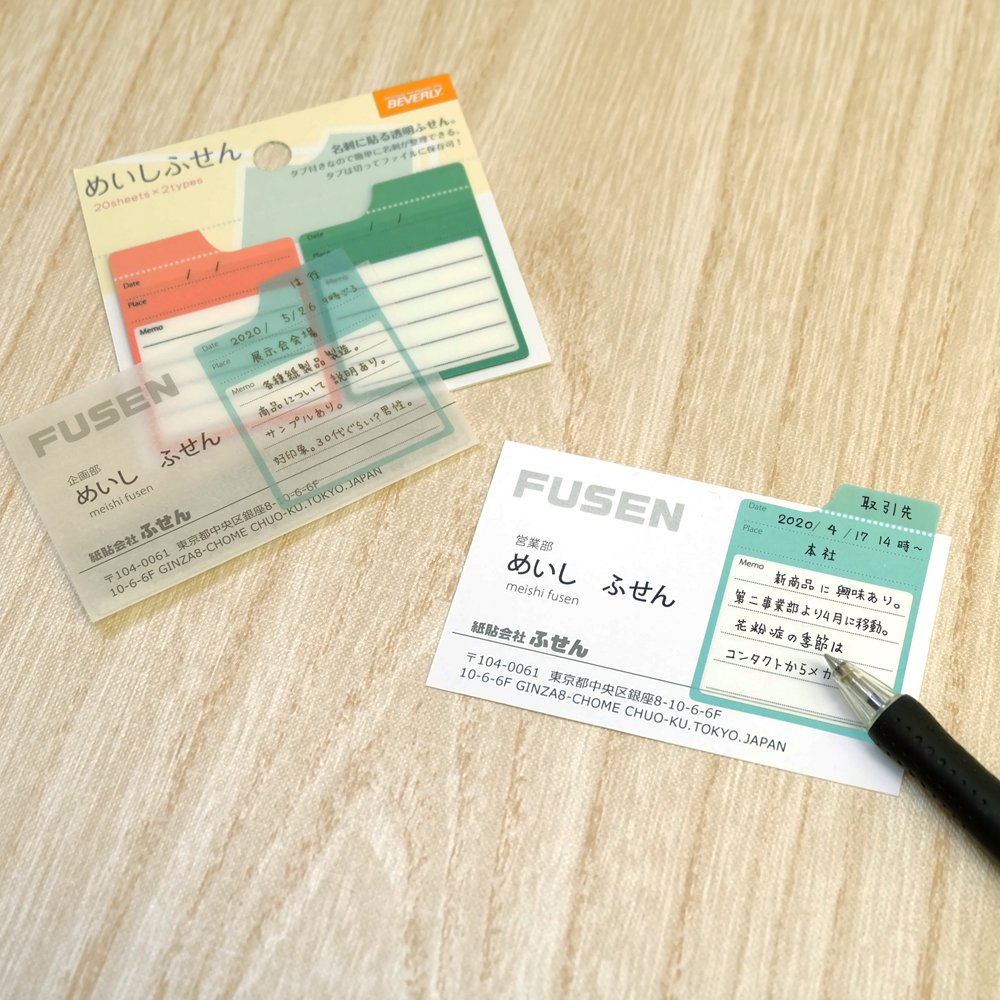 BEVERLY
めいしふせん
20sheets×2types
名刺に貼る透明ふせん。
タブ付きなので簡単に名刺が整理できる。
タブは切ってファイルに保存可!
Date / /
Place
Memo
Date / /
Place
Memo
FUSEN
企画部
めいし ふせん
meishi fusen
紙貼会社 ふせん
〒104-0061 東京都中央区銀座8-10-6-6F
10-6-6F GINZA8-CHOME CHUO-KU.TOKYO.JAPAN
Date 2020/ 5/26 9時ごろ
Place 展示会会場
Memo 各種紙製品製造。
商品について説明あり。
サンプルあり。
好印象。30代ぐらい?男性。
FUSEN
営業部
めいし ふせん
meishi fusen
紙貼会社 ふせん
〒104-0061 東京都中央区銀座8-10-6-6F
10-6-6F GINZA8-CHOME CHUO-KU.TOKYO.JAPAN
取引先
Date 2020/ 4/17 14時~
Place 本社
Memo 新商品に興味あり。
第二事業部より4月に移動。
花粉症の季節は
コンタクトからメガ